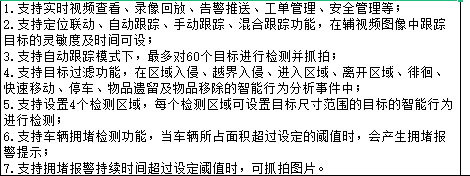 1. 支持实时视频查看、录像回放、告警推送、工单管理、安全管理等；
2. 支持定位联动、自动跟踪、手动跟踪、混合跟踪功能，在辅视频图像中跟踪
目标的灵敏度及时间可设；
3. 支持自动跟踪模式下，最多对60个目标进行检测并抓拍；
4. 支持目标过滤功能，在区域入侵、越界入侵、进入区域、离开区域、徘徊、
快速移动、停车、物品遗留及物品移除的智能行为分析事件中；
5. 支持设置4个检测区域，每个检测区域可设置目标尺寸范围的目标的智能行为
进行检测；
6. 支持车辆拥堵检测功能，当车辆所占面积超过设定的阈值时，会产生拥堵报
警提示；
7. 支持拥堵报警持续时间超过设定阈值时，可抓拍图片。